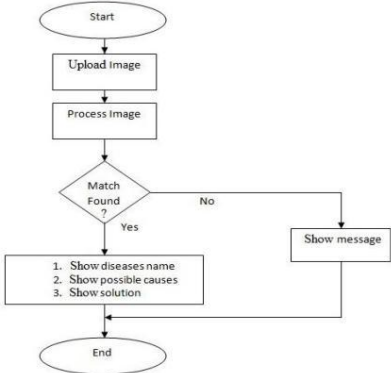 Start
Upload Image
Process Image
Match
Found
?
No
Yes
Show message
1. Show diseases name
2. Show possible causes
3. Show solution
End